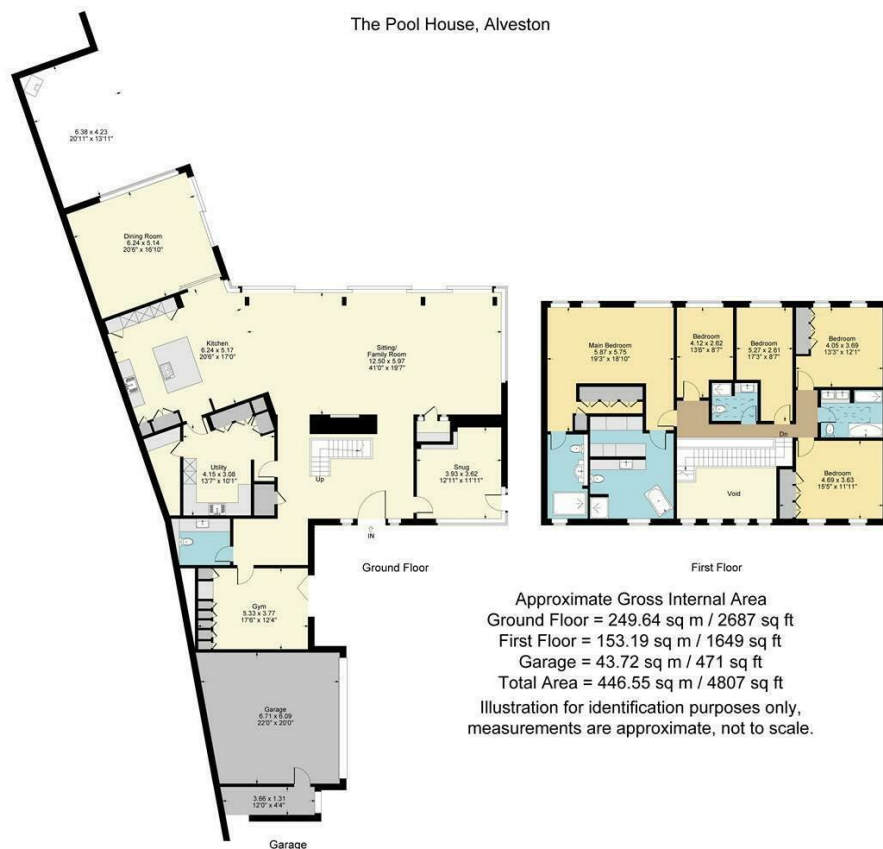 The Pool House, Alveston
6.38 x 4.23
20'11" x 13'11"
Dining Room
6.24 x 5.14
20'6" x 16'10"
Kitchen
6.24 x 5.17
20'6" x 17'0"
Sitting/
Family Room
12.50 x 5.97
41'0" x 19'7"
Utility
4.15 x 3.08
13'7" x 10'1"
Up
Snug
3.93 x 3.62
12'11" x 11'11"
IN
Ground Floor
Gym
5.33 x 3.77
17'6" x 12'4"
Garage
6.71 x 6.09
22'0" x 20'0"
3.66 x 1.31
12'0" x 4'4"
Garage
Main Bedroom
5.87 x 5.75
19'3" x 18'10"
Bedroom
4.12 x 2.62
13'6" x 8'7"
Bedroom
5.27 x 2.61
17'3" x 8'7"
Bedroom
4.05 x 3.69
13'3" x 12'1"
Dn
Void
Bedroom
4.69 x 3.63
15'5" x 11'11"
First Floor
Approximate Gross Internal Area
Ground Floor = 249.64 sq m / 2687 sq ft
First Floor = 153.19 sq m / 1649 sq ft
Garage = 43.72 sq m / 471 sq ft
Total Area = 446.55 sq m / 4807 sq ft
Illustration for identification purposes only,
measurements are approximate, not to scale.